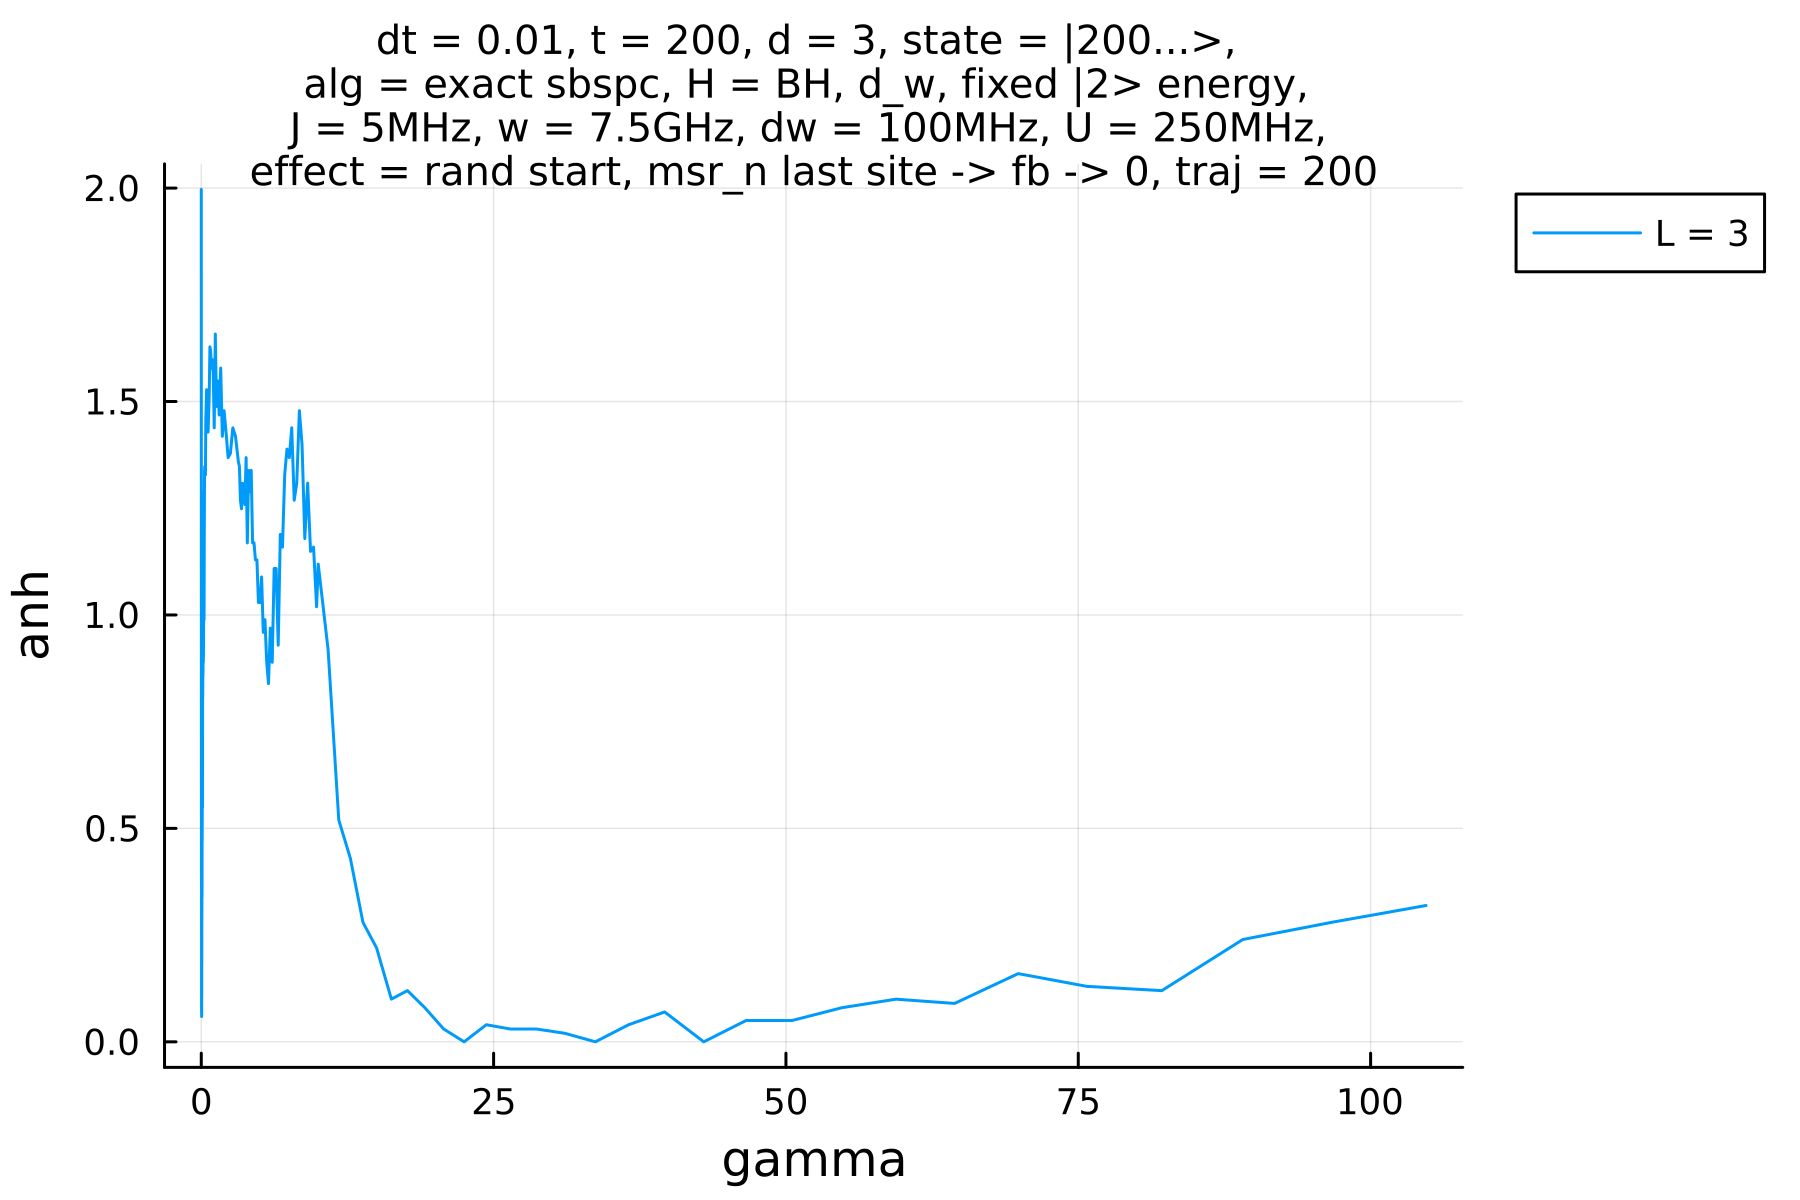 dt = 0.01, t = 200, d = 3, state = |200...>,
alg = exact sbspc, H = BH, d_w, fixed |2> energy,
J = 5MHz, w = 7.5GHz, dw = 100MHz, U = 250MHz,
effect = rand start, msr_n last site -> fb -> 0, traj = 200
2.0
1.5
1.0
0.5
0.0
anh
0
25
50
75
100
gamma
L = 3